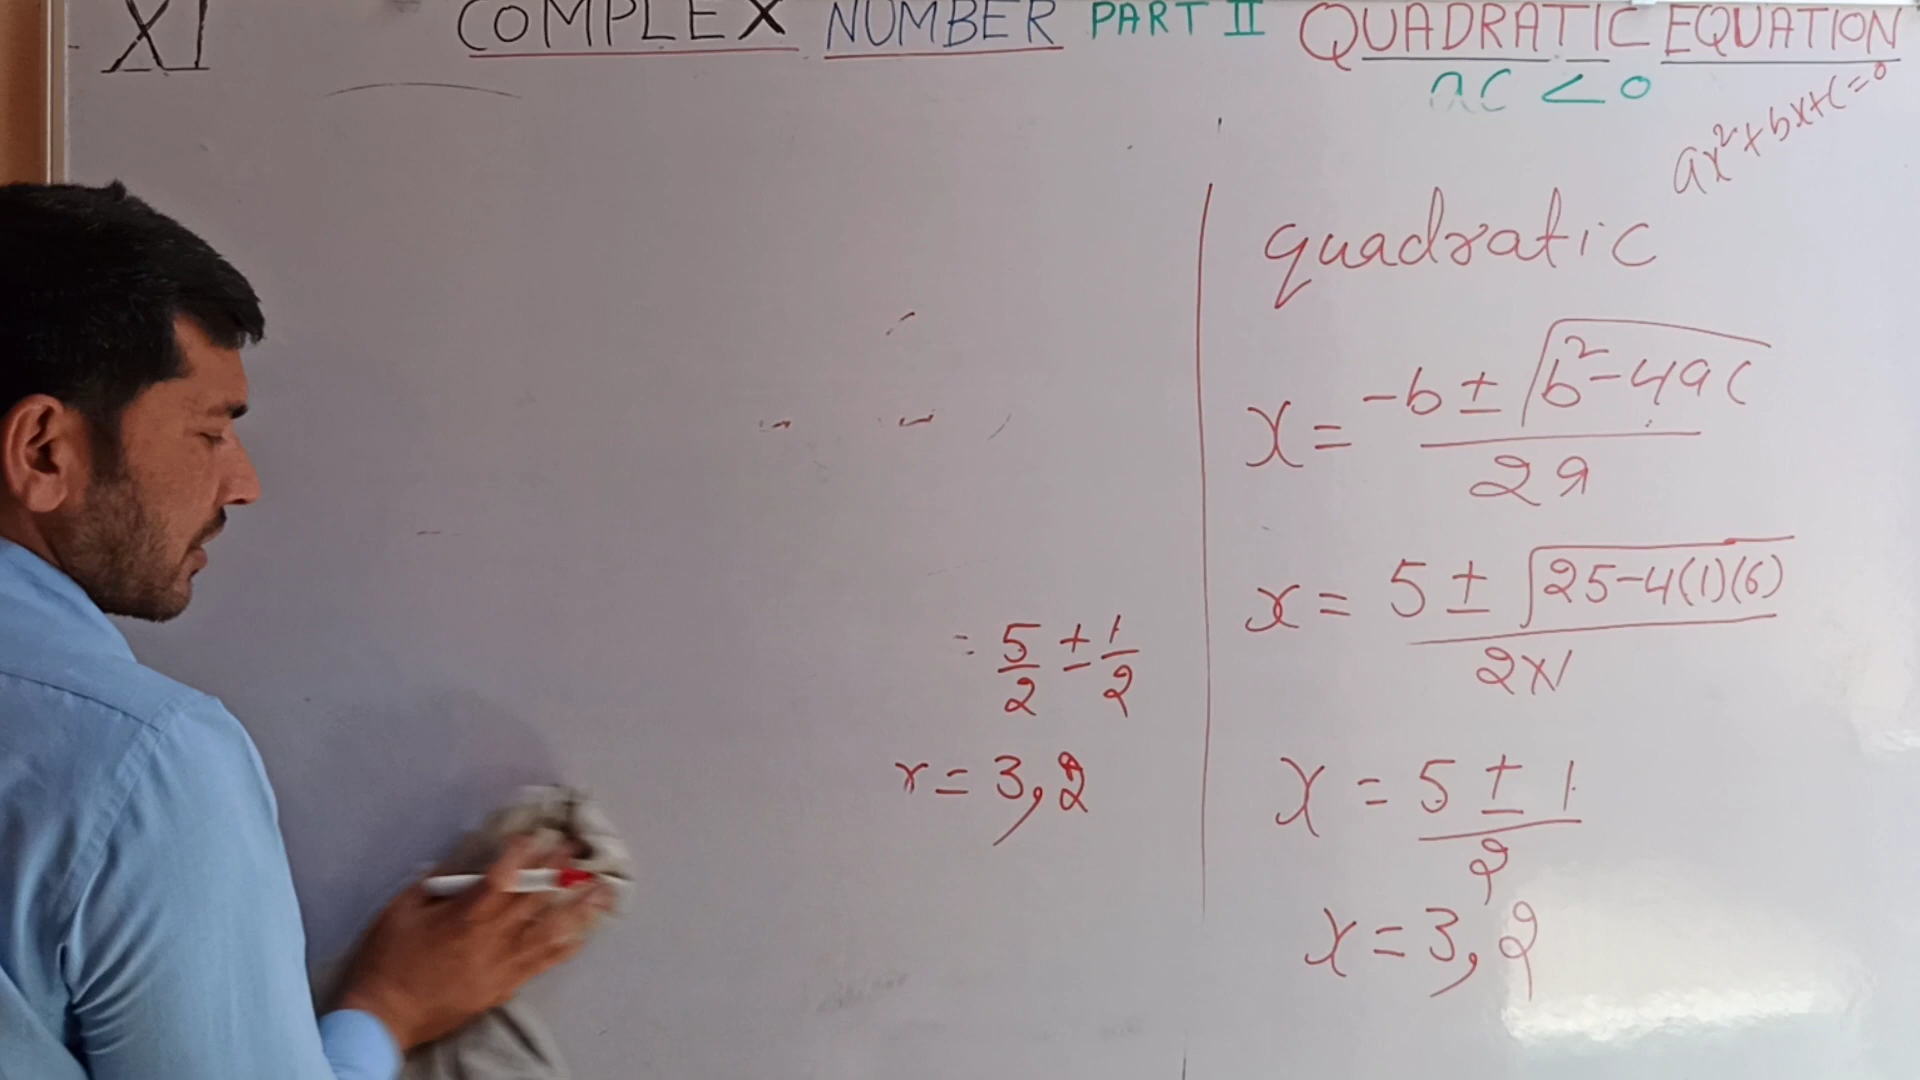 XI COMPLEX NUMBER PART II QUADRATIC EQUATION
ac < 0
ax²+bx+c=0
quadratic
x = -b ± √b²-4ac / 2a
x = 5 ± √25-4(1)(6) / 2×1
= 5/2 ± 1/2
x = 3, 2
x = 5 ± 1 / 2
x = 3, 2